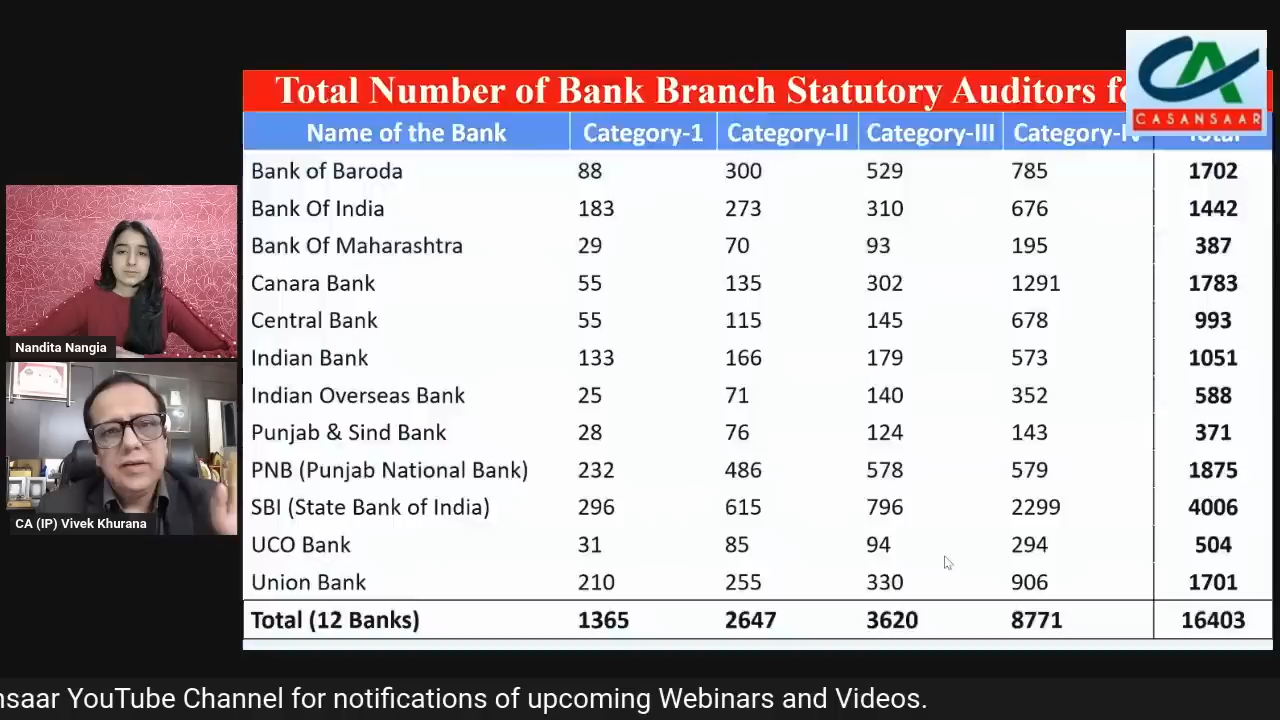 Total Number of Bank Branch Statutory Auditors
CASANSAAR
Name of the Bank Category-1 Category-II Category-III Category-IV Total
Bank of Baroda 88 300 529 785 1702
Bank Of India 183 273 310 676 1442
Bank Of Maharashtra 29 70 93 195 387
Canara Bank 55 135 302 1291 1783
Central Bank 55 115 145 678 993
Indian Bank 133 166 179 573 1051
Indian Overseas Bank 25 71 140 352 588
Punjab & Sind Bank 28 76 124 143 371
PNB (Punjab National Bank) 232 486 578 579 1875
SBI (State Bank of India) 296 615 796 2299 4006
UCO Bank 31 85 94 294 504
Union Bank 210 255 330 906 1701
Total (12 Banks) 1365 2647 3620 8771 16403
Nandita Nangia
CA (IP) Vivek Khurana
nsaar YouTube Channel for notifications of upcoming Webinars and Videos.